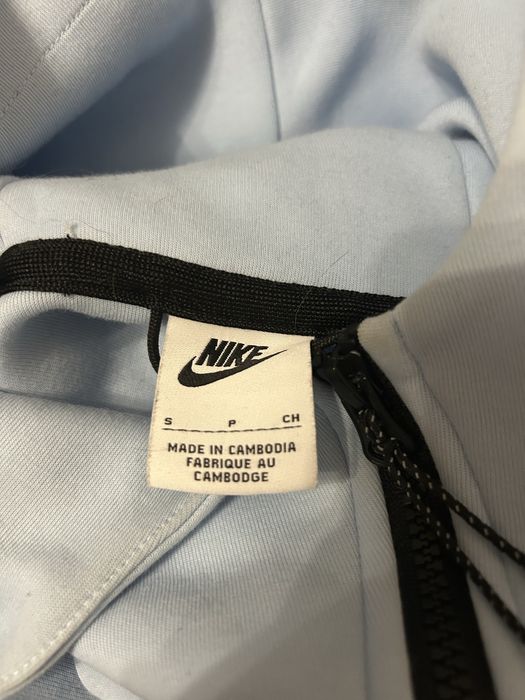 NIKE
S P CH
MADE IN CAMBODIA
FABRIQUE AU
CAMBODGE